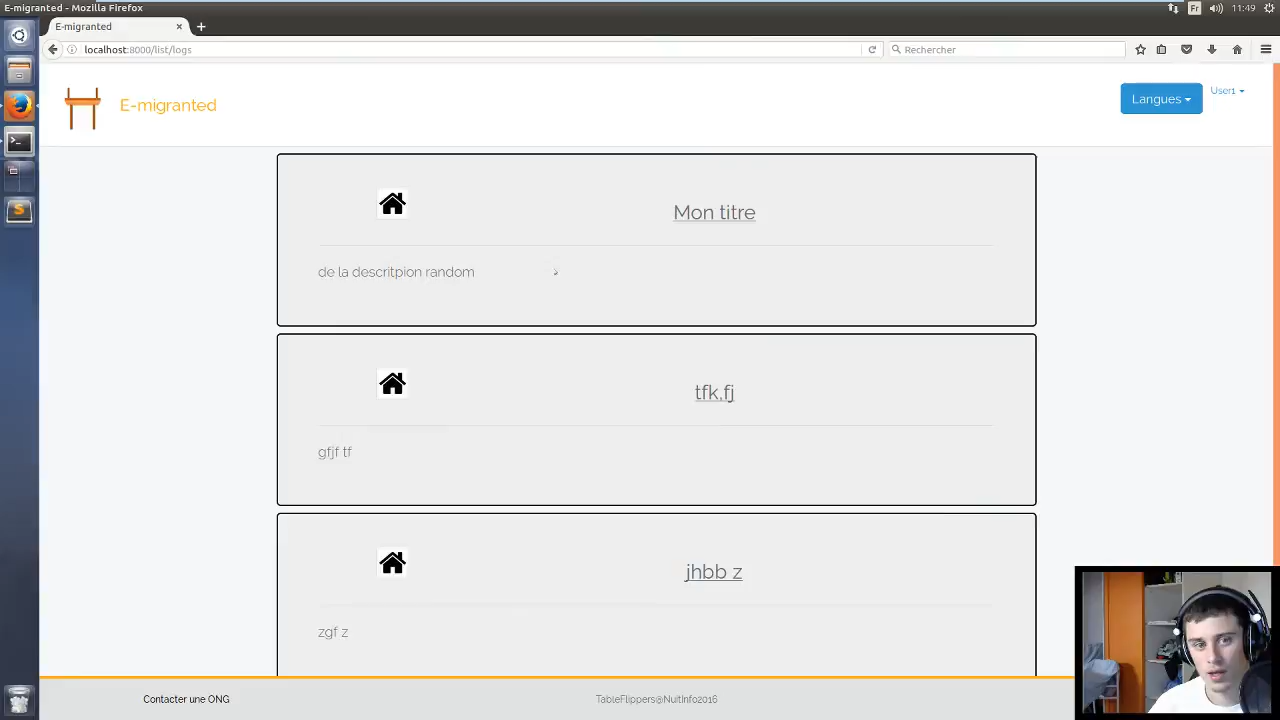 E-migranted - Mozilla Firefox
Fr
11:49
E-migranted
localhost:8000/list/logs
Rechercher
E-migranted
Langues
User1
Mon titre
de la descritpion random
tfk,fj
gfjf tf
jhbb z
zgf z
Contacter une ONG
TableFlippers@NuitInfo2016